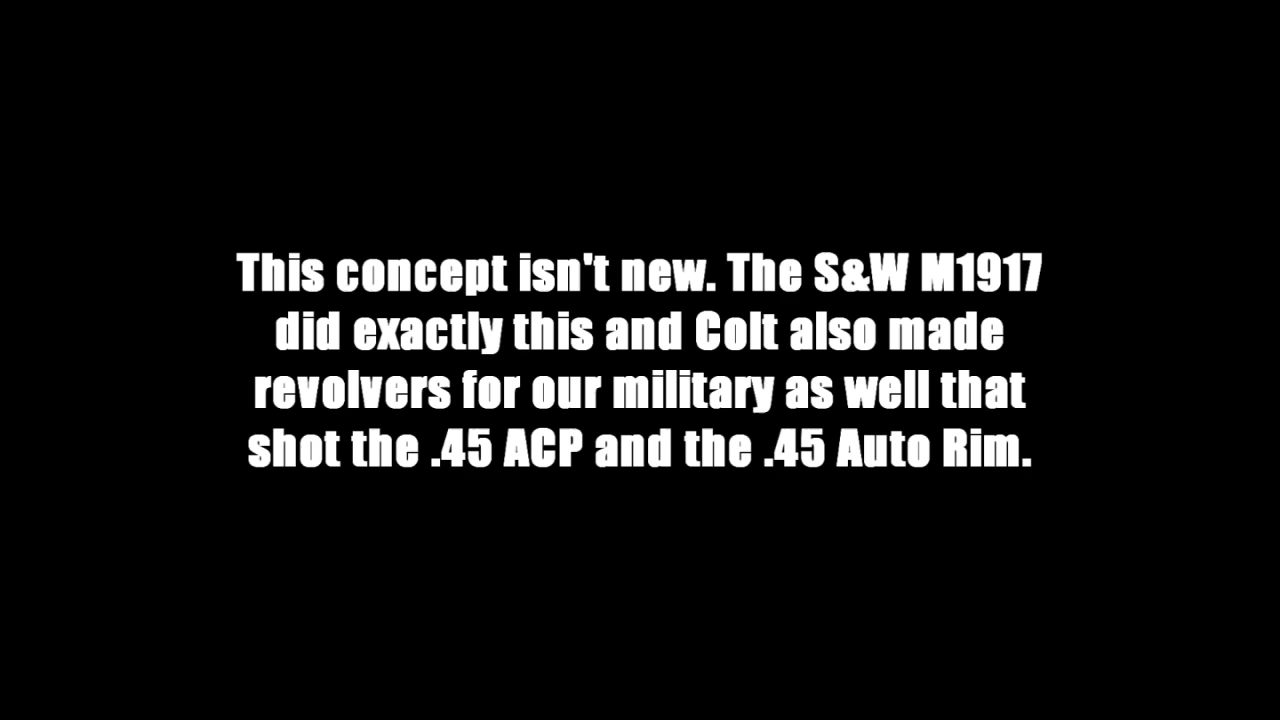 This concept isn't new. The S&W M1917
did exactly this and Colt also made
revolvers for our military as well that
shot the .45 ACP and the .45 Auto Rim.